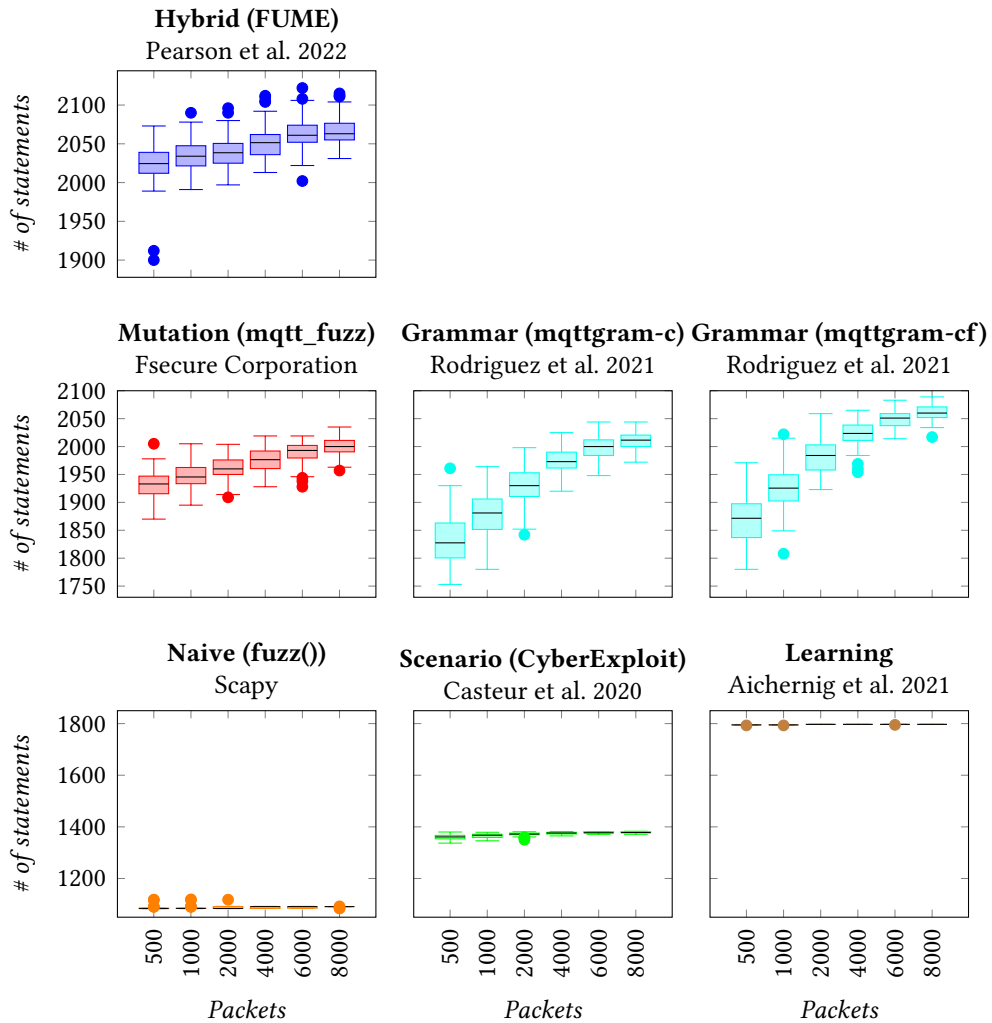 Hybrid (FUME)
Pearson et al. 2022
# of statements
2100
2050
2000
1950
1900
Mutation (mqtt_fuzz)
Fsecure Corporation
Grammar (mqttgram-c)
Rodriguez et al. 2021
Grammar (mqttgram-cf)
Rodriguez et al. 2021
# of statements
2100
2050
2000
1950
1900
1850
1800
1750
Naive (fuzz())
Scapy
Scenario (CyberExploit)
Casteur et al. 2020
Learning
Aichernig et al. 2021
# of statements
1800
1600
1400
1200
500 1000 2000 4000 6000 8000
500 1000 2000 4000 6000 8000
500 1000 2000 4000 6000 8000
Packets
Packets
Packets